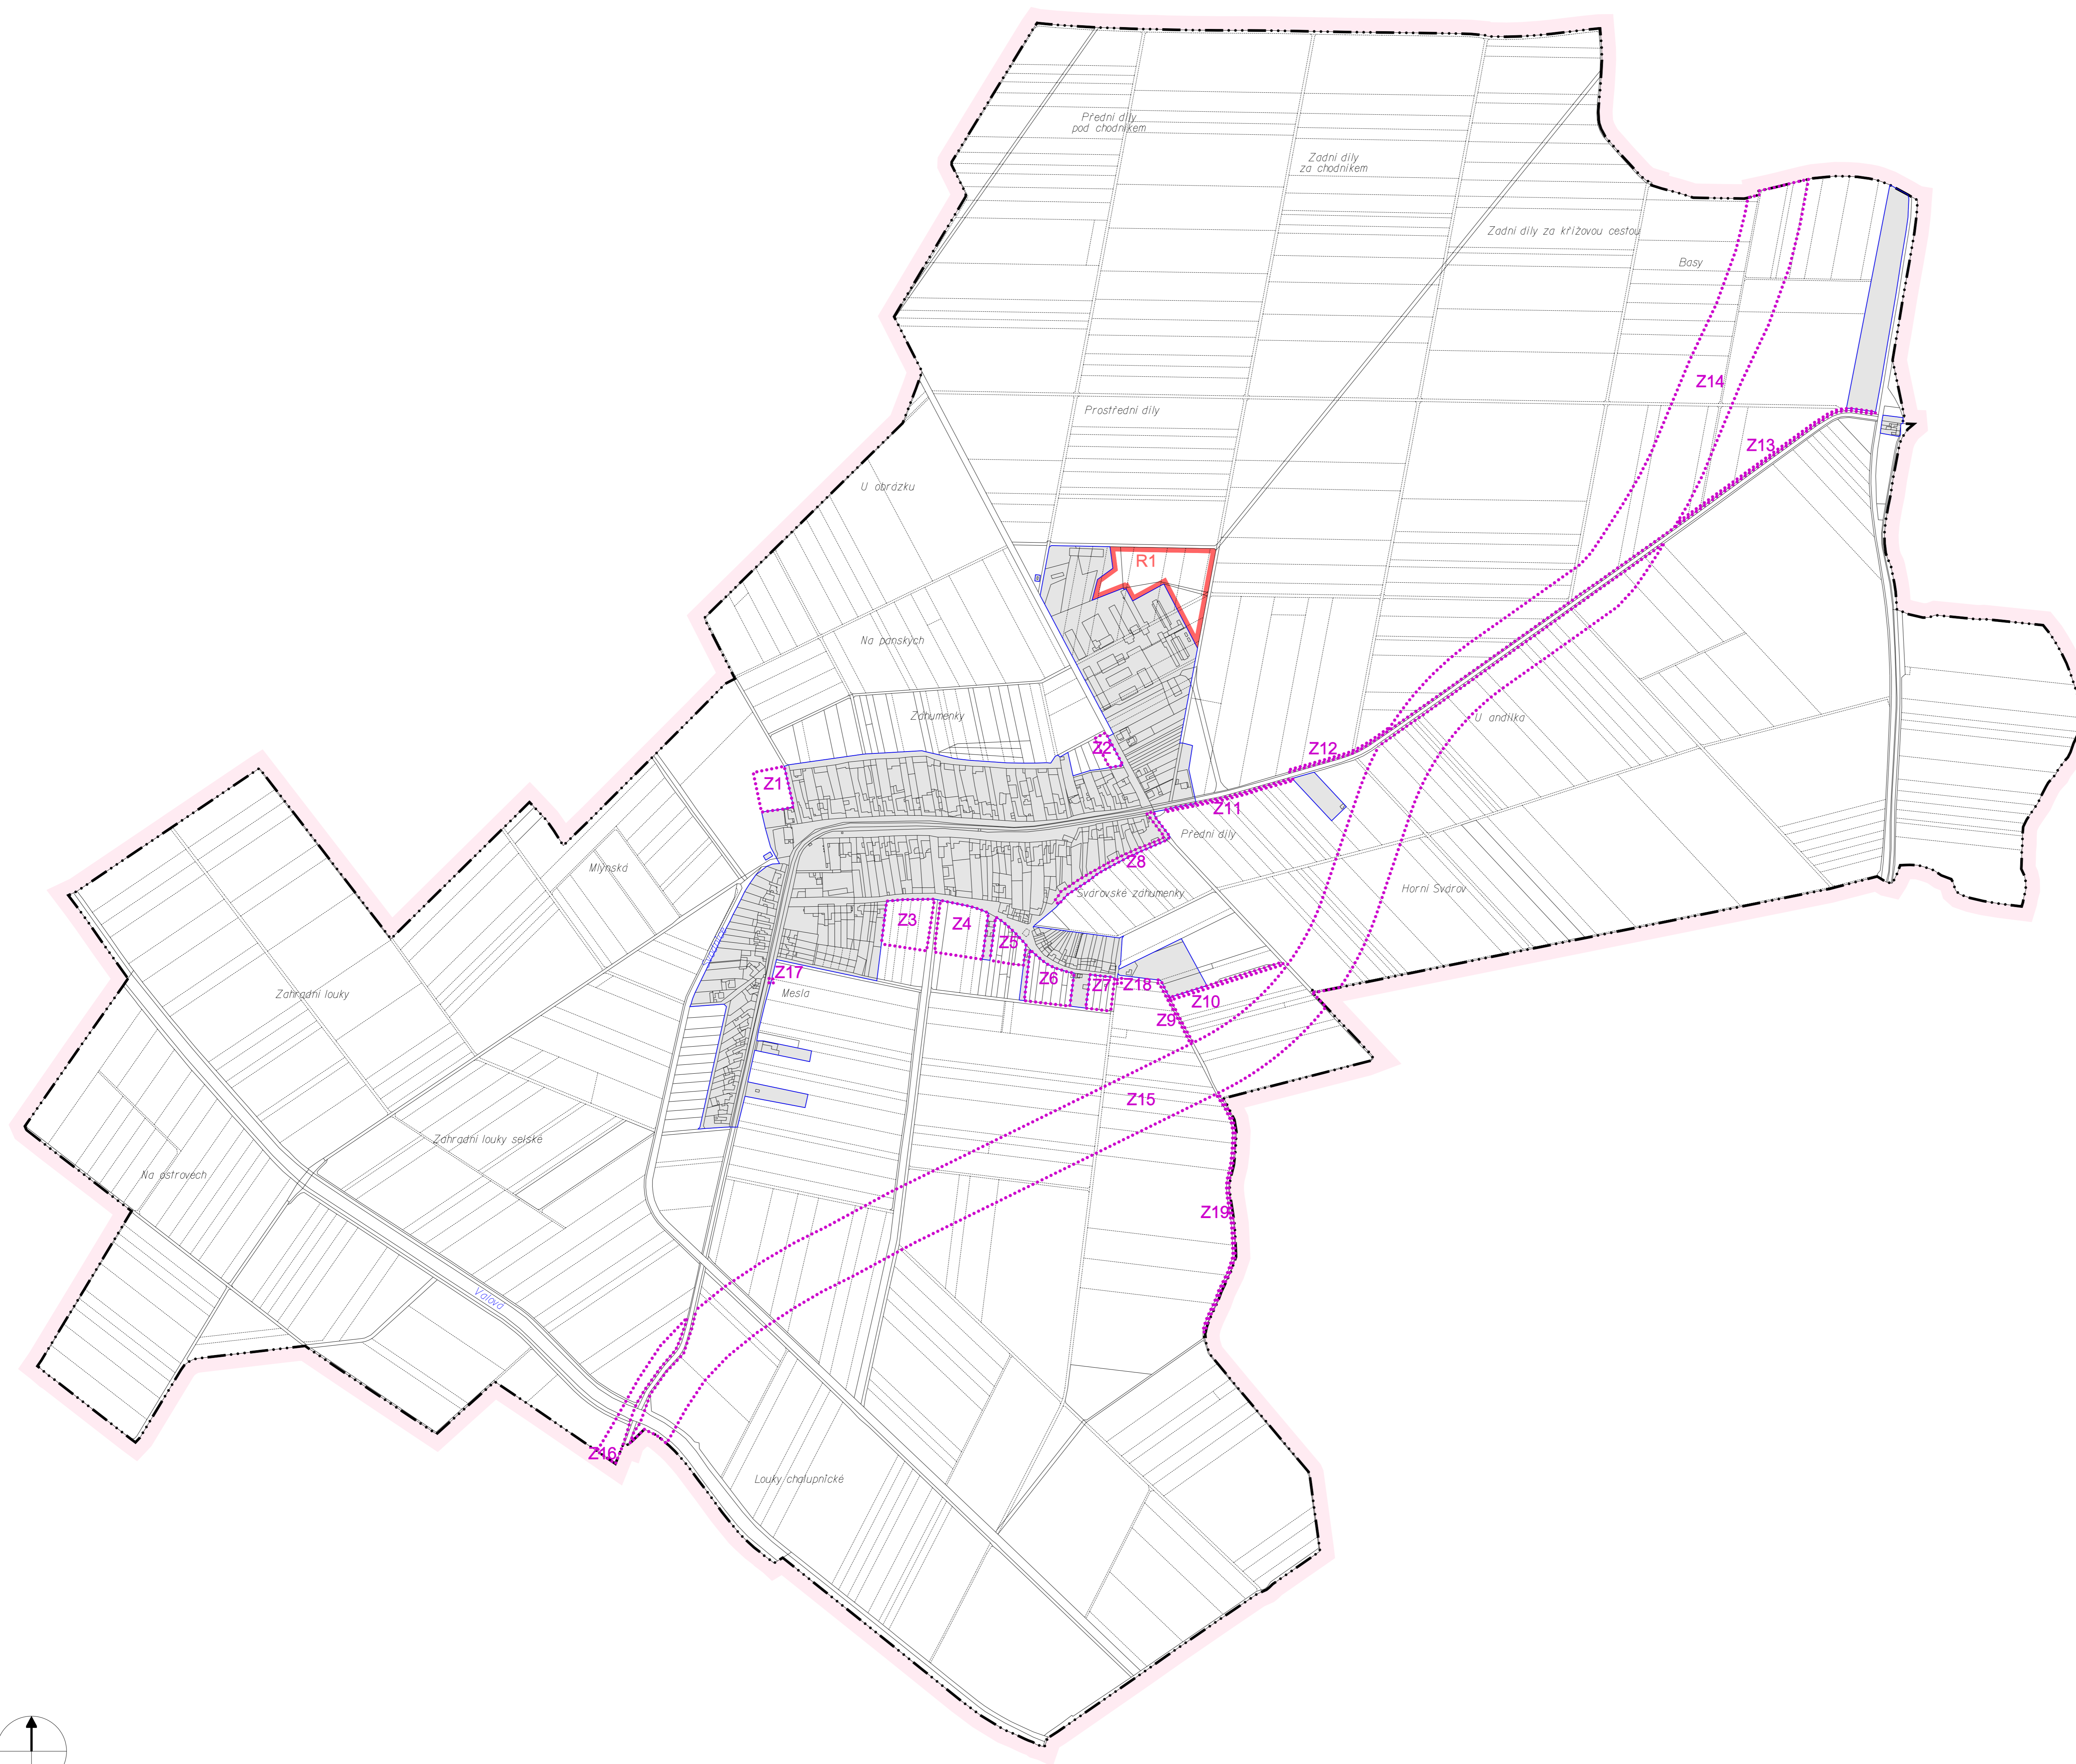 Přední díly
pod chodníkem
Zadní díly
za chodníkem
Zadní díly za křížovou cestou
Basy
Z14
Prostřední díly
Z13
U obrázku
R1
Na panských
Záhumenky
U andílka
Z2
Z12
Z1
Z11
Přední díly
Z8
Mlýnská
Svárovské záhumenky
Horní Svárov
Z3
Z4
Z5
Z17
Z6
Z7
Z18
Mesla
Zahradní louky
Z10
Z9
Z15
Zahradní louky selské
Na ostrovech
Z19
Valová
Z16
Louky chalupnické